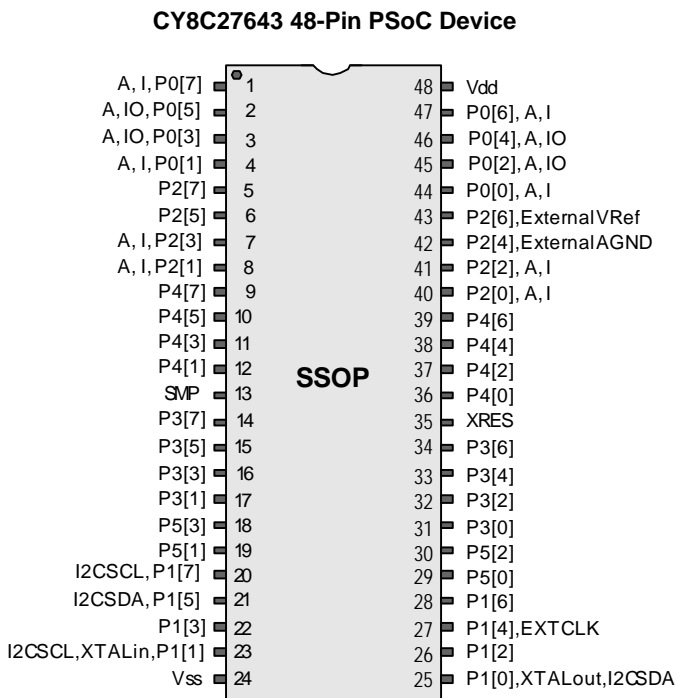 CY8C27643 48-Pin PSoC Device
A, I, P0[7] 1 48 Vdd
A, IO, P0[5] 2 47 P0[6], A, I
A, IO, P0[3] 3 46 P0[4], A, IO
A, I, P0[1] 4 45 P0[2], A, IO
P2[7] 5 44 P0[0], A, I
P2[5] 6 43 P2[6], External VRef
A, I, P2[3] 7 42 P2[4], External AGND
A, I, P2[1] 8 41 P2[2], A, I
P4[7] 9 40 P2[0], A, I
P4[5] 10 39 P4[6]
P4[3] 11 38 P4[4]
P4[1] 12 37 P4[2]
SSOP
SMP 13 36 P4[0]
P3[7] 14 35 XRES
P3[5] 15 34 P3[6]
P3[3] 16 33 P3[4]
P3[1] 17 32 P3[2]
P5[3] 18 31 P3[0]
P5[1] 19 30 P5[2]
I2CSCL, P1[7] 20 29 P5[0]
I2CSDA, P1[5] 21 28 P1[6]
P1[3] 22 27 P1[4], EXTCLK
I2CSCL, XTALin, P1[1] 23 26 P1[2]
Vss 24 25 P1[0], XTALout, I2CSDA